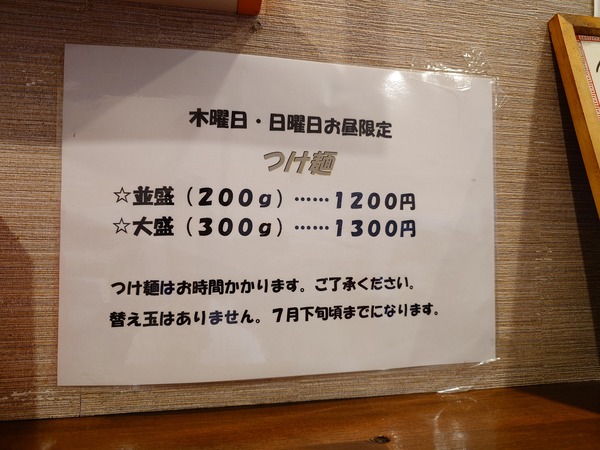 木曜日・日曜日お昼限定
つけ麺
☆並盛（２００ｇ）……１２００円
☆大盛（３００ｇ）……１３００円
つけ麺はお時間かかります。ご了承ください。
替え玉はありません。７月下旬頃までになります。